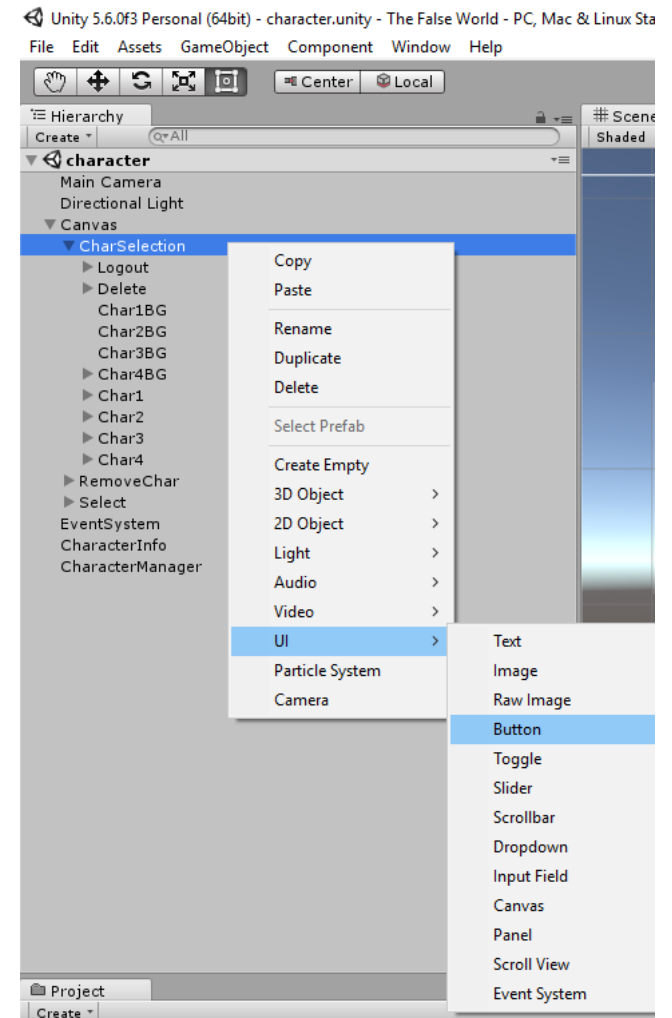 Unity 5.6.0f3 Personal (64bit) - character.unity - The False World - PC, Mac & Linux Sta
File Edit Assets GameObject Component Window Help
Center Local
Hierarchy
Create All
character
Main Camera
Directional Light
Canvas
CharSelection
Logout
Delete
Char1BG
Char2BG
Char3BG
Char4BG
Char1
Char2
Char3
Char4
RemoveChar
Select
EventSystem
CharacterInfo
CharacterManager
Scene
Shaded
Copy
Paste
Rename
Duplicate
Delete
Select Prefab
Create Empty
3D Object
2D Object
Light
Audio
Video
UI
Particle System
Camera
Text
Image
Raw Image
Button
Toggle
Slider
Scrollbar
Dropdown
Input Field
Canvas
Panel
Scroll View
Event System
Project
Create